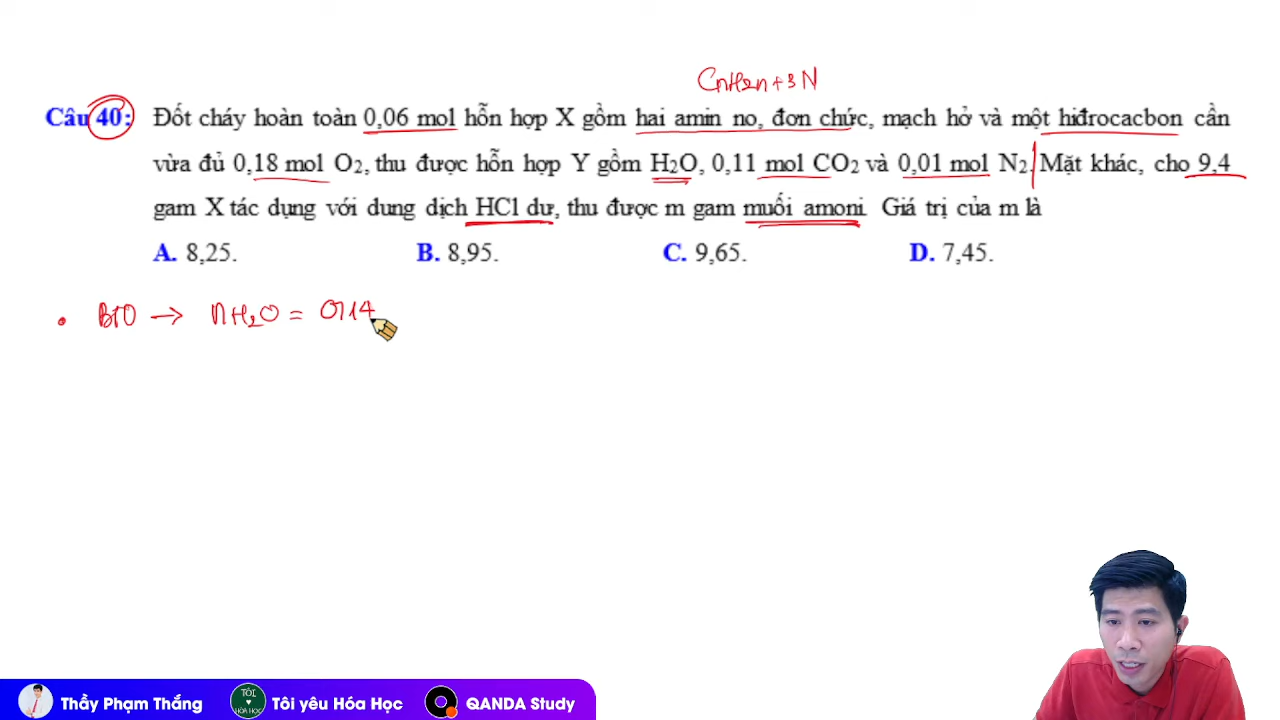 CnH2n+3N
Câu 40: Đốt cháy hoàn toàn 0,06 mol hỗn hợp X gồm hai amin no, đơn chức, mạch hở và một hiđrocacbon cần
vừa đủ 0,18 mol O2, thu được hỗn hợp Y gồm H2O, 0,11 mol CO2 và 0,01 mol N2. Mặt khác, cho 9,4
gam X tác dụng với dung dịch HCl dư, thu được m gam muối amoni. Giá trị của m là
A. 8,25. B. 8,95. C. 9,65. D. 7,45.
• BTO → nH2O = 0,14
Thầy Phạm Thắng TÔI ♥ HÓA HỌC Tôi yêu Hóa Học QANDA Study